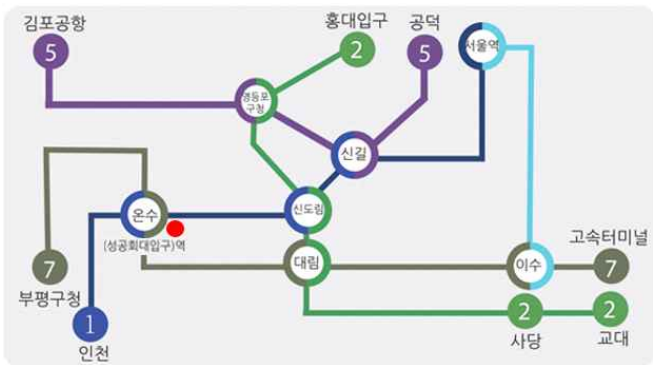 김포공항
5
홍대입구
2
공덕
5
서울역
영등포
구청
신길
온수
(성공회대입구)역
신도림
7
부평구청
1
인천
대림
이수
고속터미널
7
2
사당
2
교대